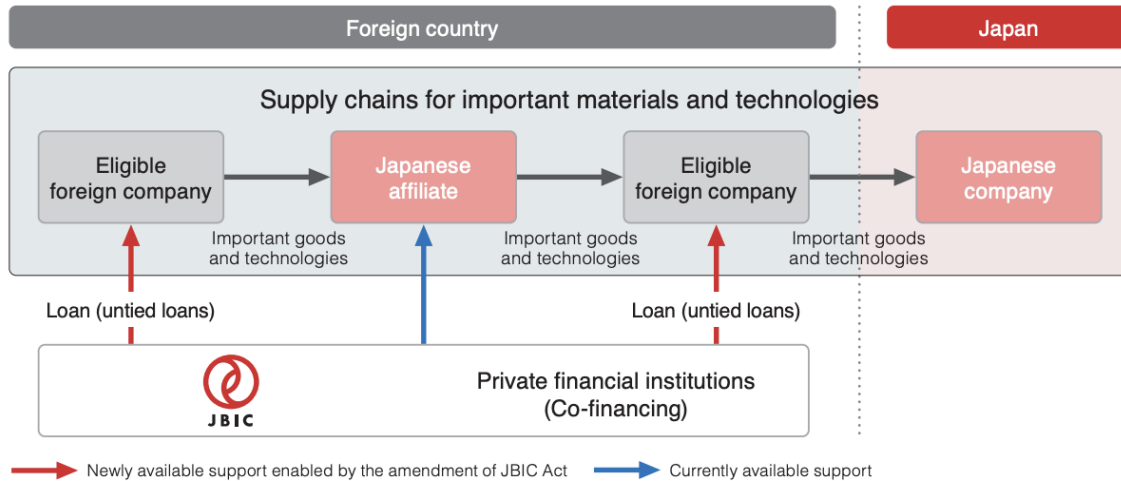 Foreign country
Japan
Supply chains for important materials and technologies
Eligible
foreign company
Japanese
affiliate
Eligible
foreign company
Japanese
company
Important goods
and technologies
Important goods
and technologies
Important goods
and technologies
Loan (untied loans)
Loan (untied loans)
JBIC
Private financial institutions
(Co-financing)
Newly available support enabled by the amendment of JBIC Act
Currently available support